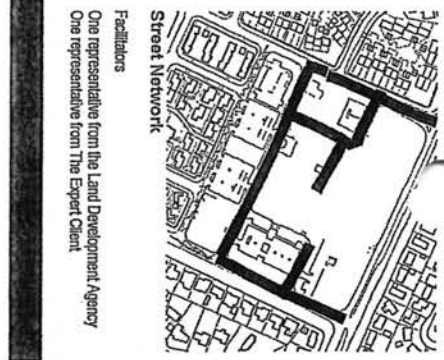 Street Network
Facilitators
One representative from the Land Development Agency
One representative from The Expert Client